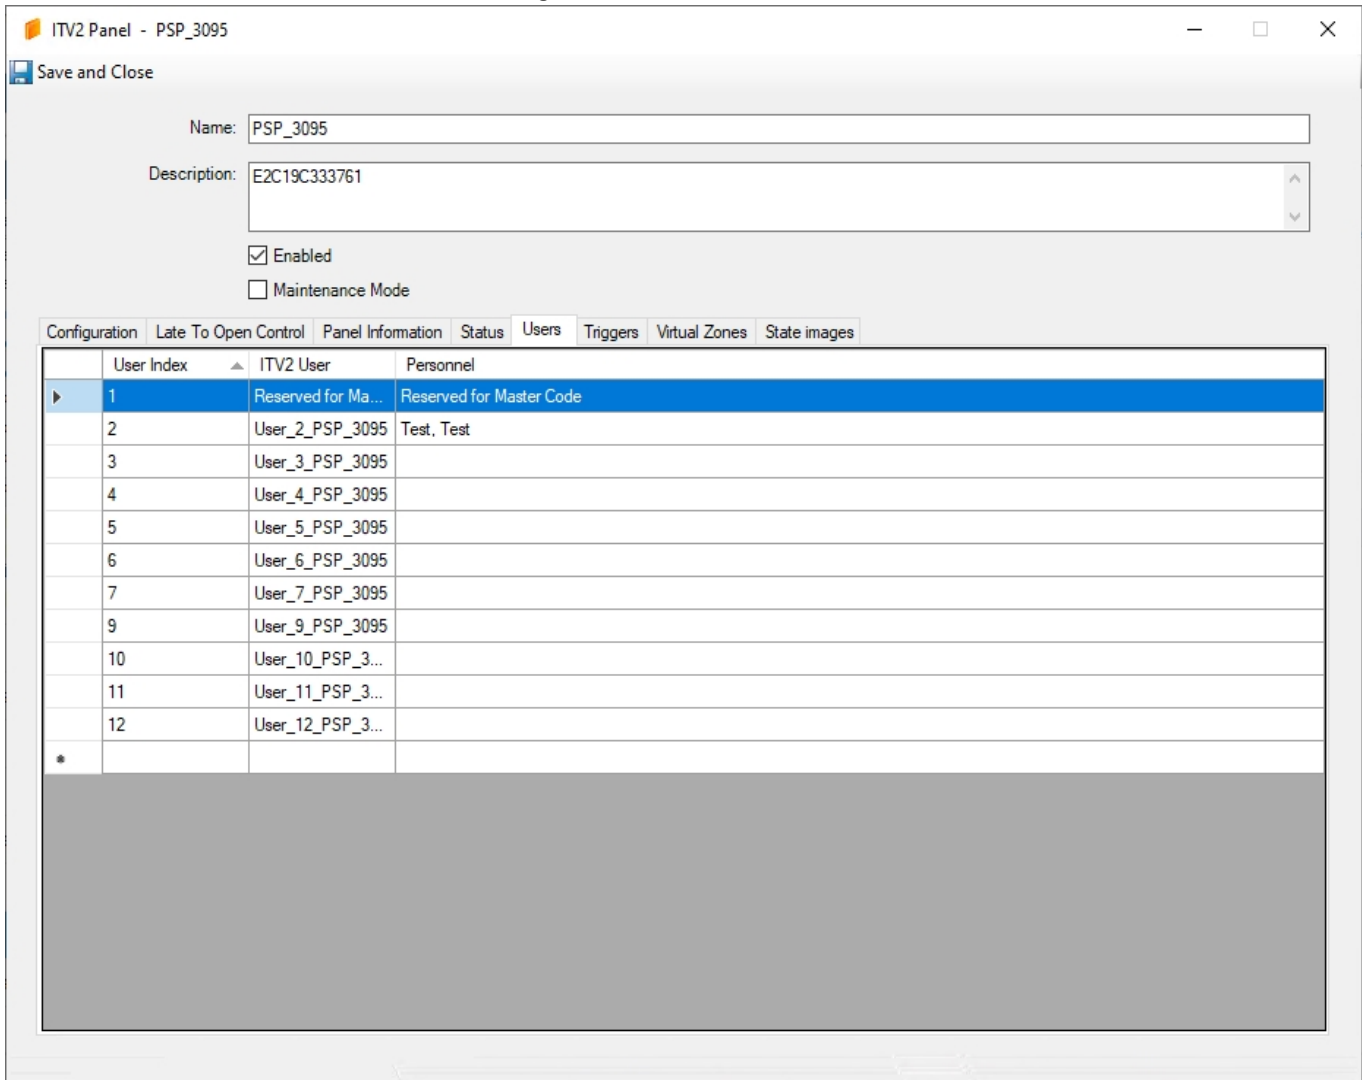 ITV2 Panel - PSP_3095
Save and Close
Name: PSP_3095
Description: E2C19C333761
Enabled
Maintenance Mode
Configuration Late To Open Control Panel Information Status Users Triggers Virtual Zones State images
User Index ITV2 User Personnel
1 Reserved for Ma... Reserved for Master Code
2 User_2_PSP_3095 Test, Test
3 User_3_PSP_3095
4 User_4_PSP_3095
5 User_5_PSP_3095
6 User_6_PSP_3095
7 User_7_PSP_3095
9 User_9_PSP_3095
10 User_10_PSP_3...
11 User_11_PSP_3...
12 User_12_PSP_3...